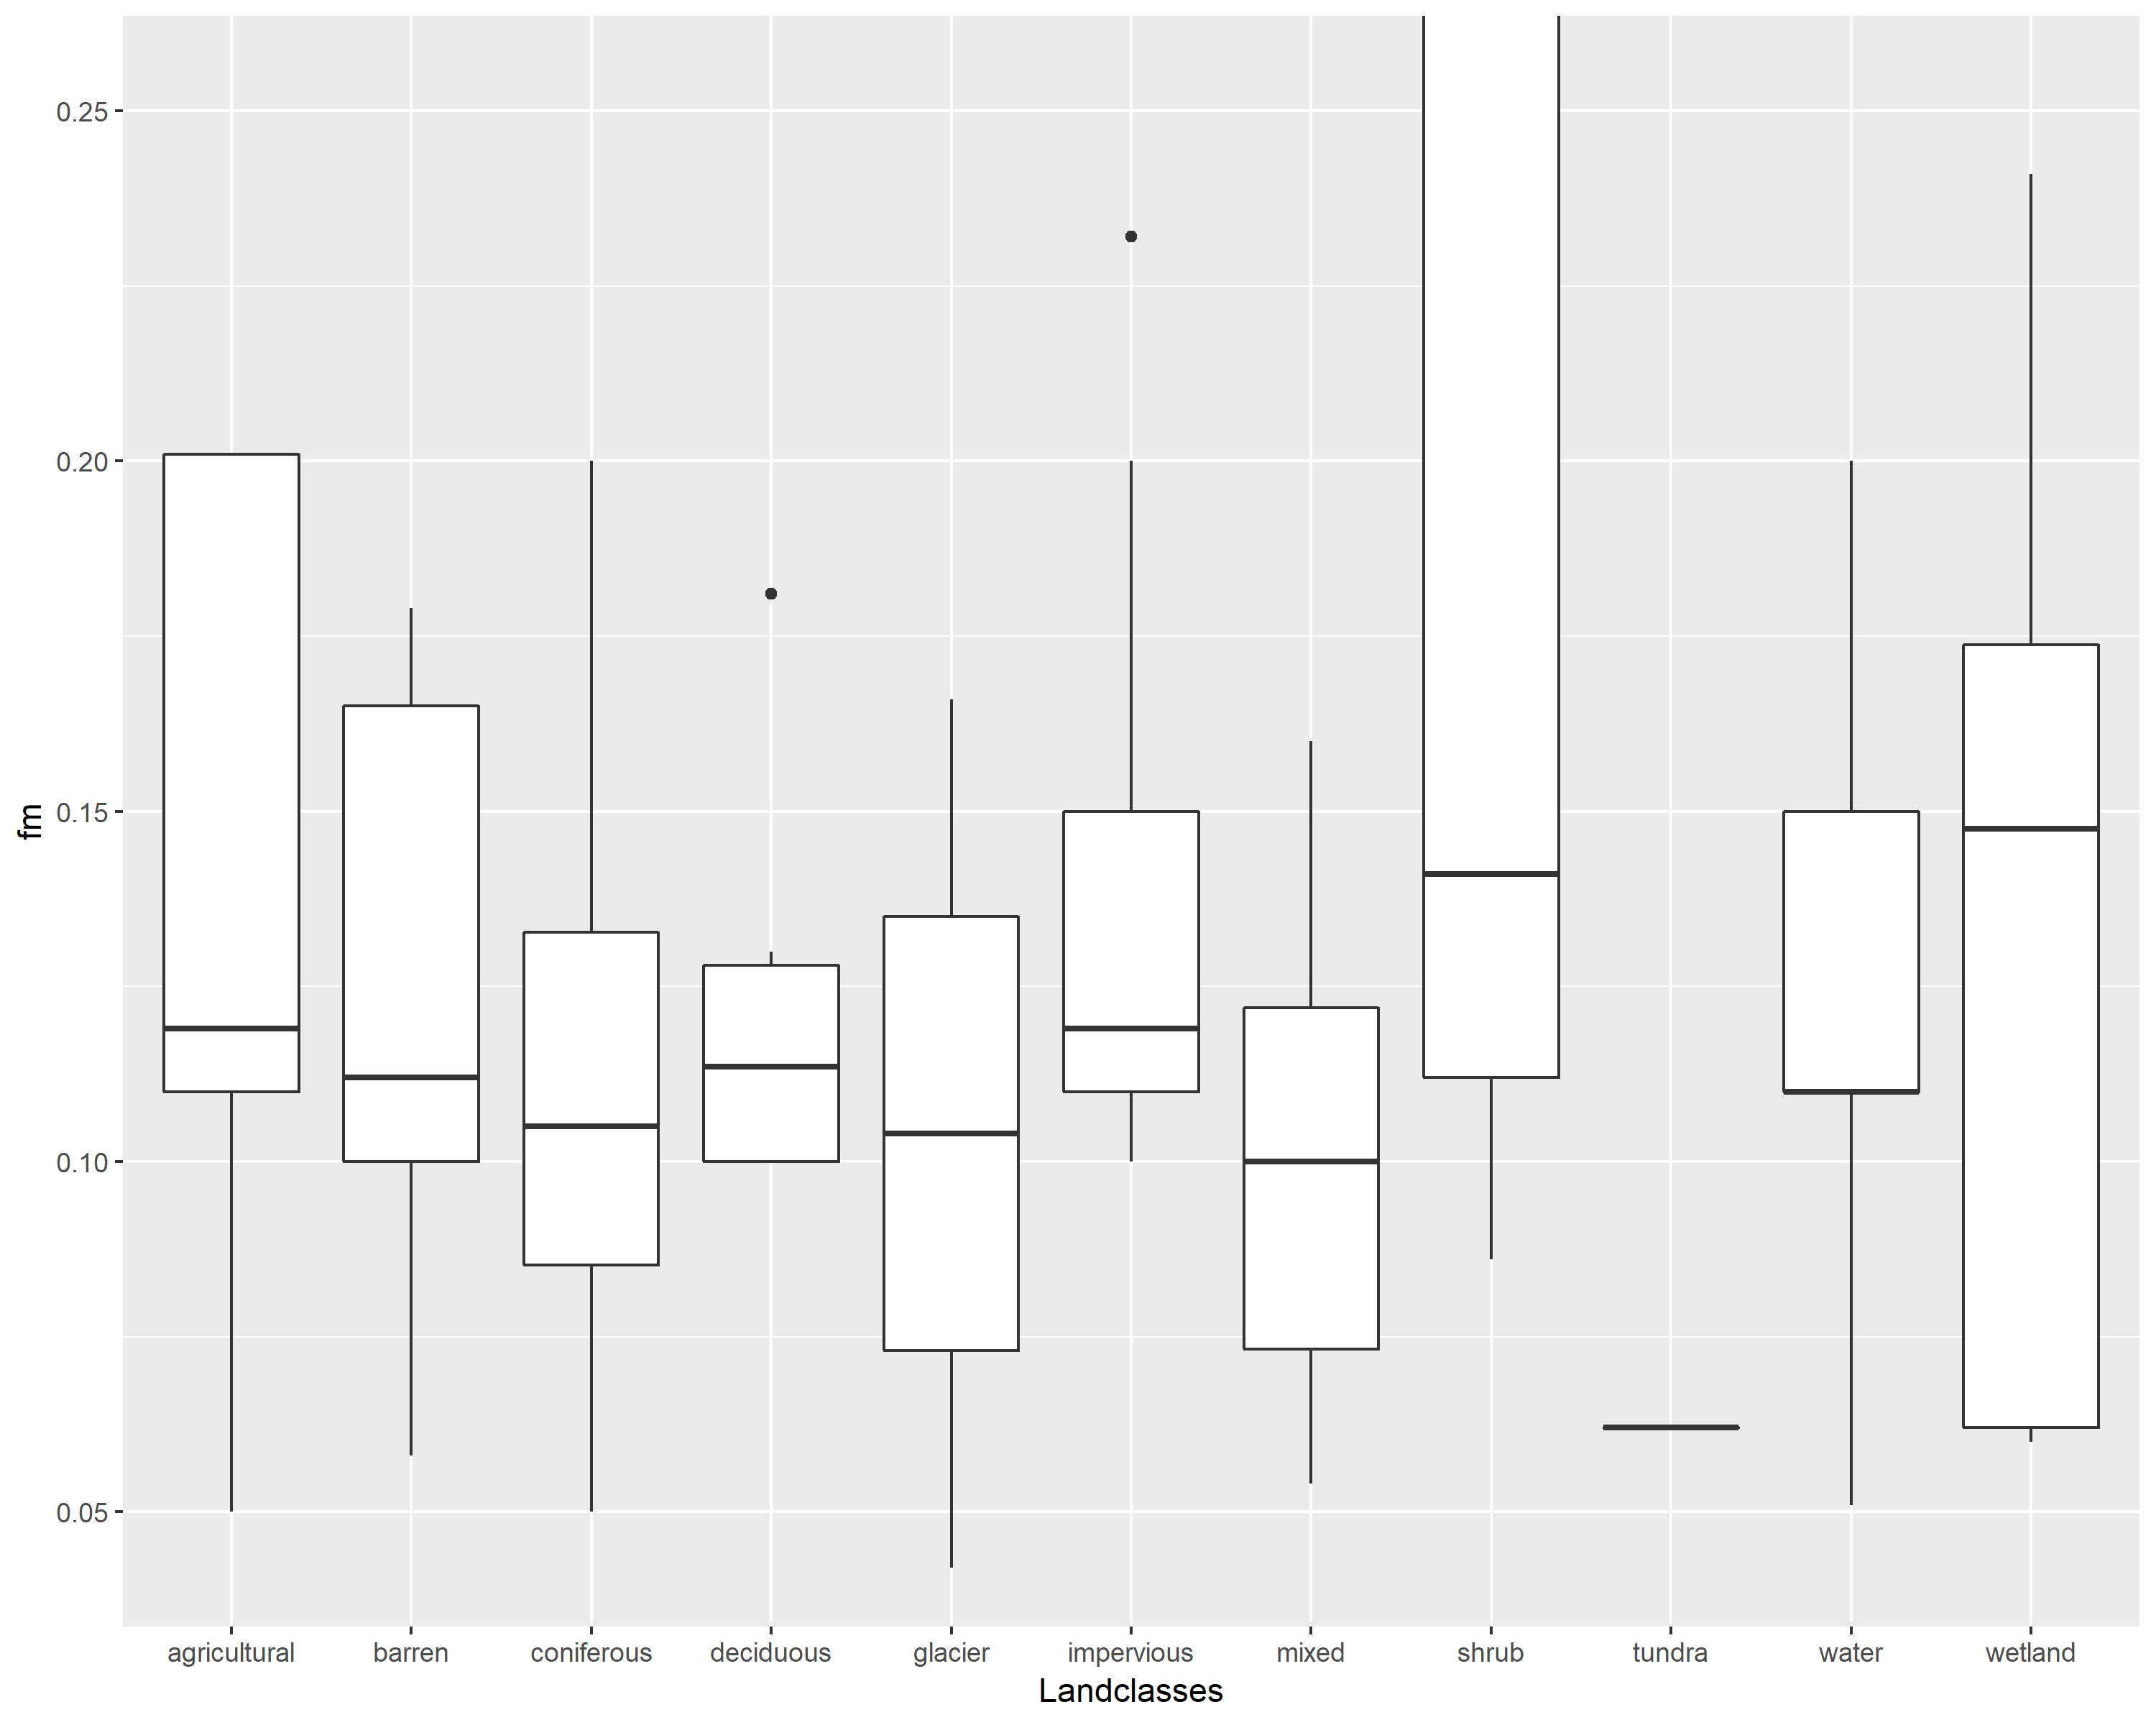 fm
0.25
0.20
0.15
0.10
0.05
agricultural barren coniferous deciduous glacier impervious mixed shrub tundra water wetland
Landclasses